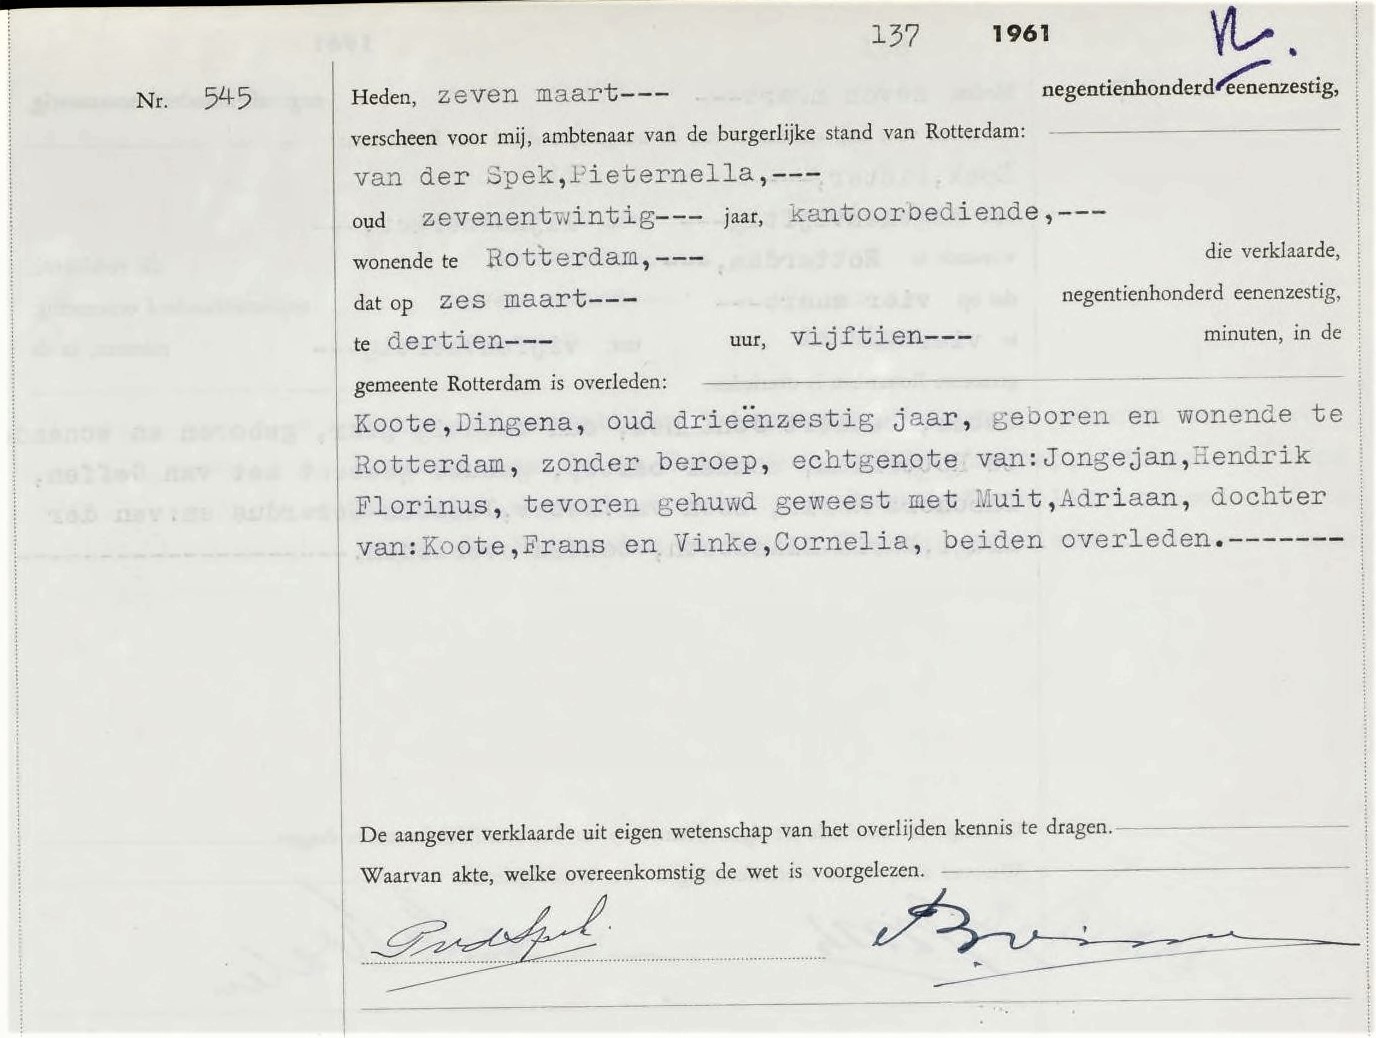 137 1961
Nr. 545
Heden, zeven maart--- negentienhonderd eenenzestig,
verscheen voor mij, ambtenaar van de burgerlijke stand van Rotterdam:
van der Spek,Pieternella,---
oud zevenentwintig--- jaar, kantoorbediende,---
wonende te Rotterdam,--- die verklaarde,
dat op zes maart--- negentienhonderd eenenzestig,
te dertien--- uur, vijftien--- minuten, in de
gemeente Rotterdam is overleden:
Koote,Dingena, oud drieënzestig jaar, geboren en wonende te
Rotterdam, zonder beroep, echtgenote van:Jongejan,Hendrik
Florinus, tevoren gehuwd geweest met Muit,Adriaan, dochter
van:Koote,Frans en Vinke,Cornelia, beiden overleden.-------
De aangever verklaarde uit eigen wetenschap van het overlijden kennis te dragen.
Waarvan akte, welke overeenkomstig de wet is voorgelezen.
PvdSpek.